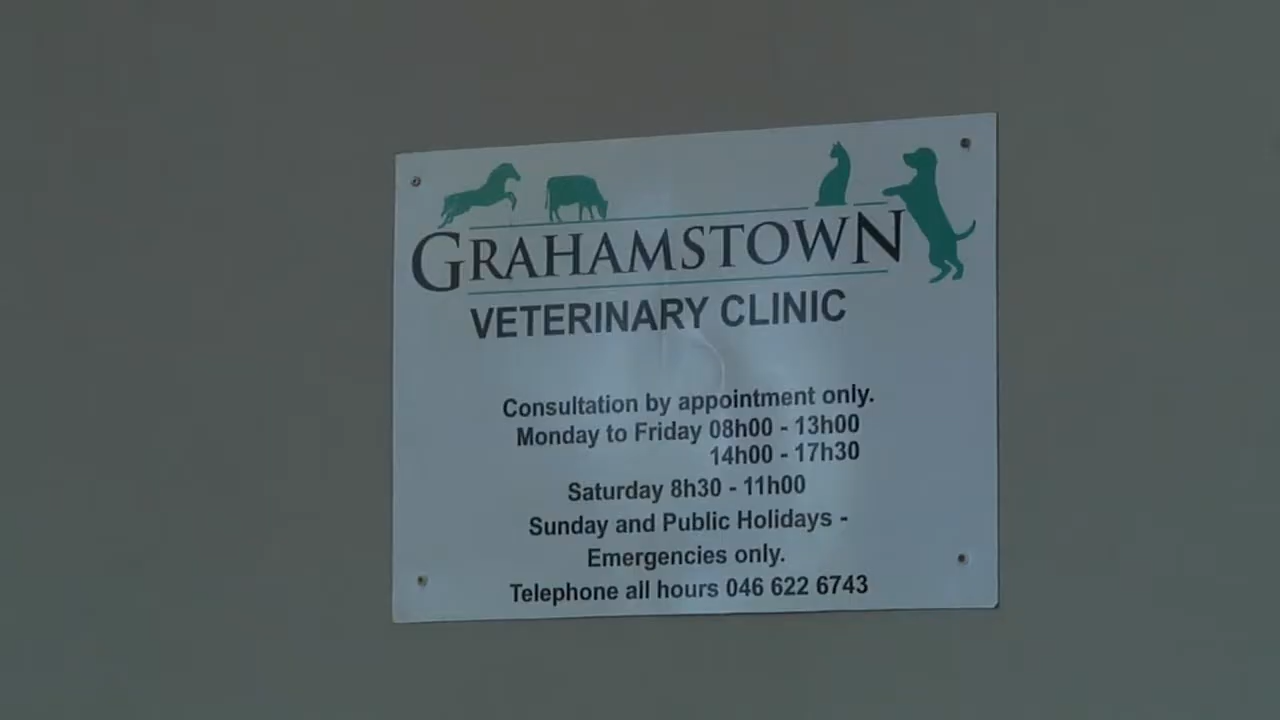 GRAHAMSTOWN
VETERINARY CLINIC
Consultation by appointment only.
Monday to Friday 08h00 - 13h00
14h00 - 17h30
Saturday 8h30 - 11h00
Sunday and Public Holidays -
Emergencies only.
Telephone all hours 046 622 6743